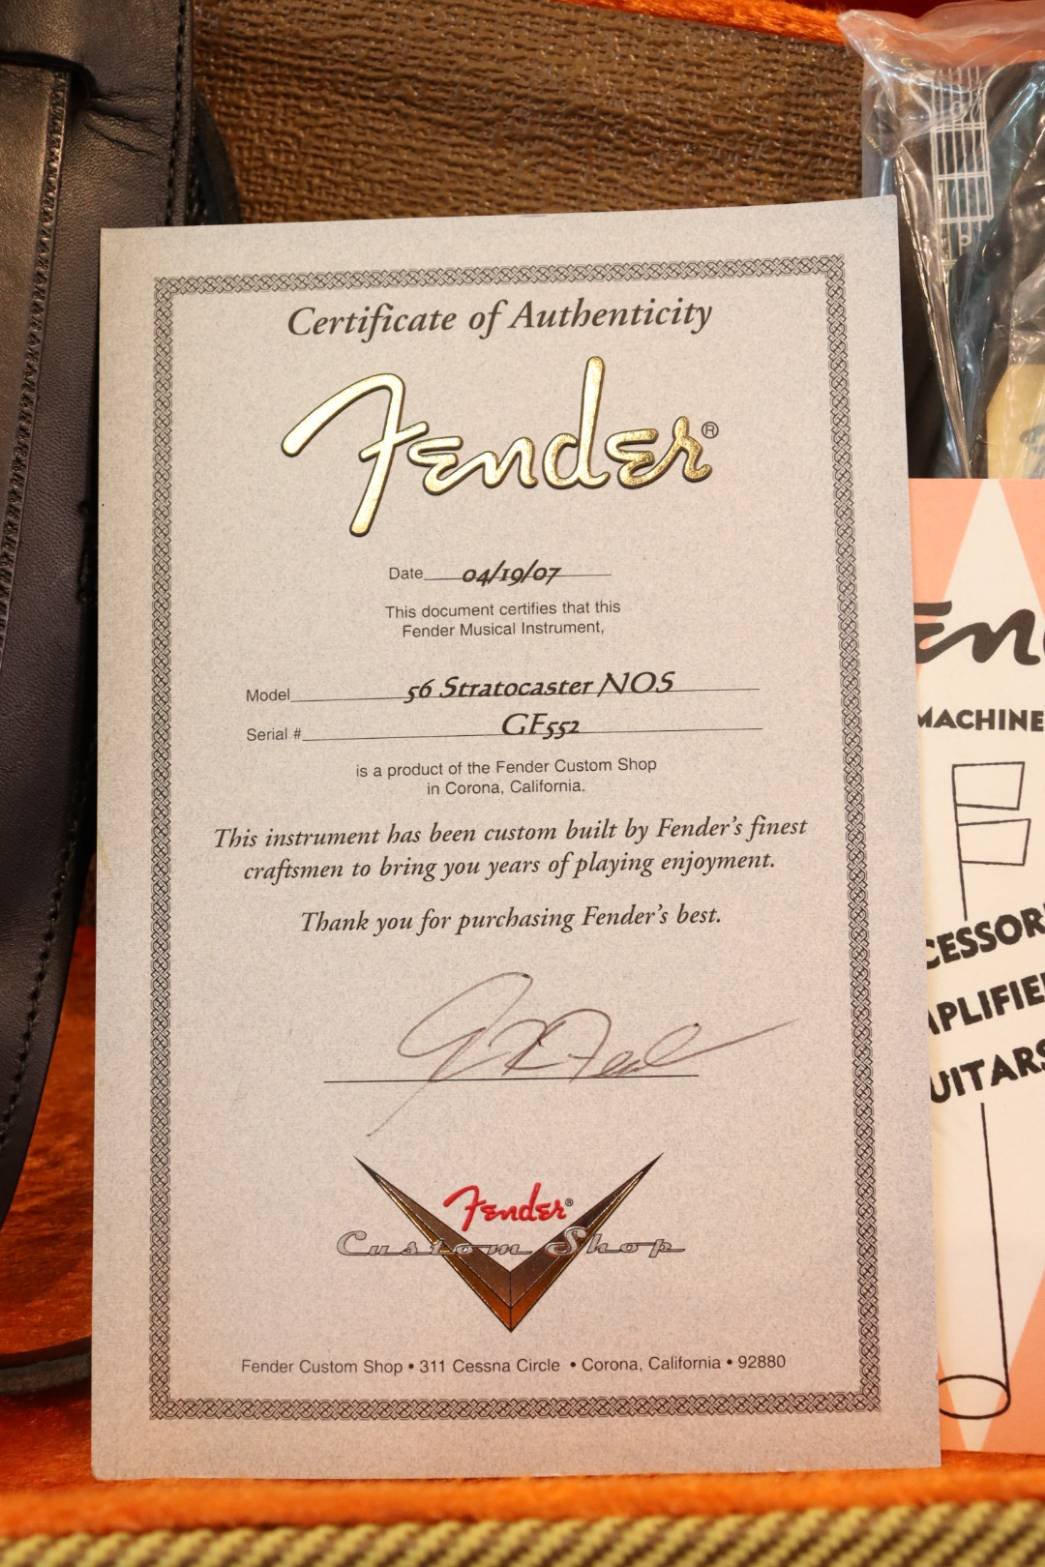 Certificate of Authenticity
Fender®
Date 04/19/07
This document certifies that this
Fender Musical Instrument,
Model 56 Stratocaster NOS
Serial # GF552
is a product of the Fender Custom Shop
in Corona, California.
This instrument has been custom built by Fender's finest
craftsmen to bring you years of playing enjoyment.
Thank you for purchasing Fender's best.
Fender®
Custom Shop
Fender Custom Shop • 311 Cessna Circle • Corona, California • 92880
en
MACHINE
F
CESSOR
PLIFIE
UITARS